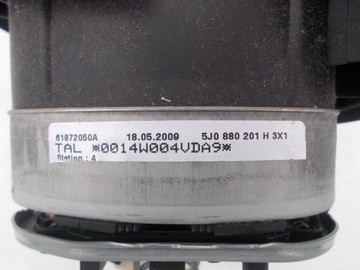 61872050A 18.05.2009 5J0 880 201 H 3X1
TAL *0014W004VDA9*
Station : 4